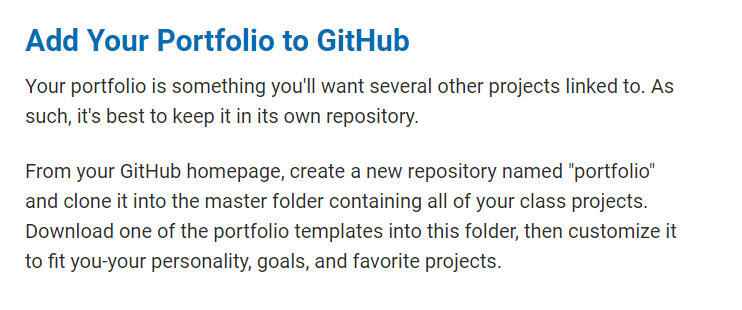 Add Your Portfolio to GitHub
Your portfolio is something you'll want several other projects linked to. As
such, it's best to keep it in its own repository.
From your GitHub homepage, create a new repository named "portfolio"
and clone it into the master folder containing all of your class projects.
Download one of the portfolio templates into this folder, then customize it
to fit you-your personality, goals, and favorite projects.